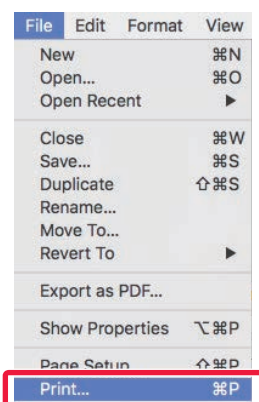 File Edit Format View
New ⌘N
Open... ⌘O
Open Recent ▶
Close ⌘W
Save... ⌘S
Duplicate ⇧⌘S
Rename...
Move To...
Revert To ▶
Export as PDF...
Show Properties ⌥⌘P
Page Setup ⇧⌘P
Print... ⌘P